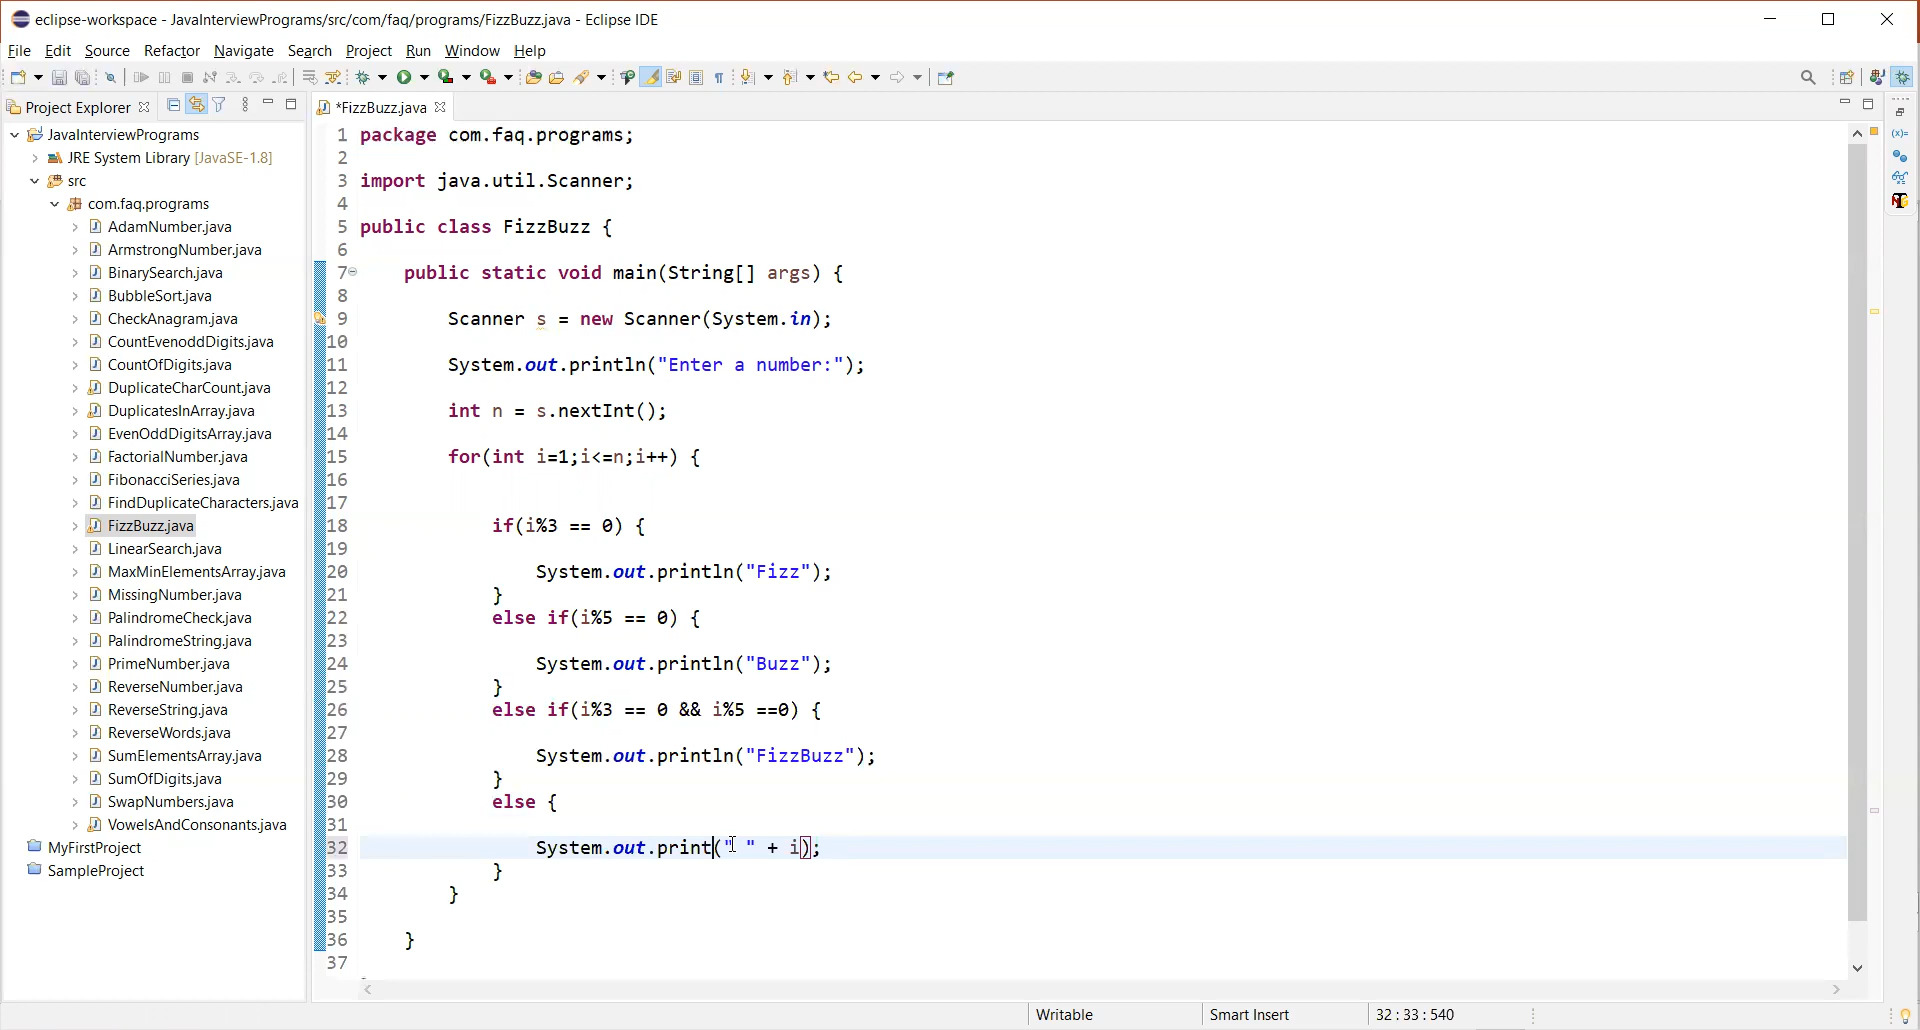 eclipse-workspace - JavaInterviewPrograms/src/com/faq/programs/FizzBuzz.java - Eclipse IDE
File Edit Source Refactor Navigate Search Project Run Window Help
Project Explorer
*FizzBuzz.java
JavaInterviewPrograms
JRE System Library [JavaSE-1.8]
src
com.faq.programs
AdamNumber.java
ArmstrongNumber.java
BinarySearch.java
BubbleSort.java
CheckAnagram.java
CountEvenoddDigits.java
CountOfDigits.java
DuplicateCharCount.java
DuplicatesInArray.java
EvenOddDigitsArray.java
FactorialNumber.java
FibonacciSeries.java
FindDuplicateCharacters.java
FizzBuzz.java
LinearSearch.java
MaxMinElementsArray.java
MissingNumber.java
PalindromeCheck.java
PalindromeString.java
PrimeNumber.java
ReverseNumber.java
ReverseString.java
ReverseWords.java
SumElementsArray.java
SumOfDigits.java
SwapNumbers.java
VowelsAndConsonants.java
MyFirstProject
SampleProject
1 package com.faq.programs;
2
3 import java.util.Scanner;
4
5 public class FizzBuzz {
6
7 public static void main(String[] args) {
8
9 Scanner s = new Scanner(System.in);
10
11 System.out.println("Enter a number:");
12
13 int n = s.nextInt();
14
15 for(int i=1;i<=n;i++) {
16
17
18 if(i%3 == 0) {
19
20 System.out.println("Fizz");
21 }
22 else if(i%5 == 0) {
23
24 System.out.println("Buzz");
25 }
26 else if(i%3 == 0 && i%5 ==0) {
27
28 System.out.println("FizzBuzz");
29 }
30 else {
31
32 System.out.print(" " + i);
33 }
34 }
35
36 }
37
Writable Smart Insert 32 : 33 : 540